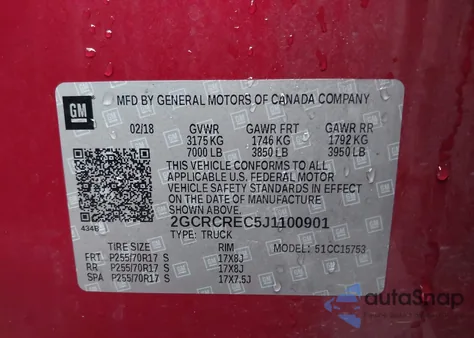 GM
MFD BY GENERAL MOTORS OF CANADA COMPANY
02/18 GVWR GAWR FRT GAWR RR
3175 KG 1746 KG 1792 KG
7000 LB 3850 LB 3950 LB
THIS VEHICLE CONFORMS TO ALL
APPLICABLE U.S. FEDERAL MOTOR
VEHICLE SAFETY STANDARDS IN EFFECT
ON THE DATE OF MANUFACTURE SHOWN ABOVE.
434B
2GCRCREC5J1100901
TYPE: TRUCK MODEL: 51CC15753
TIRE SIZE RIM
FRT P255/70R17 S 17X8J
RR P255/70R17 S 17X8J
SPA P255/70R17 S 17X7.5J
autoSnap